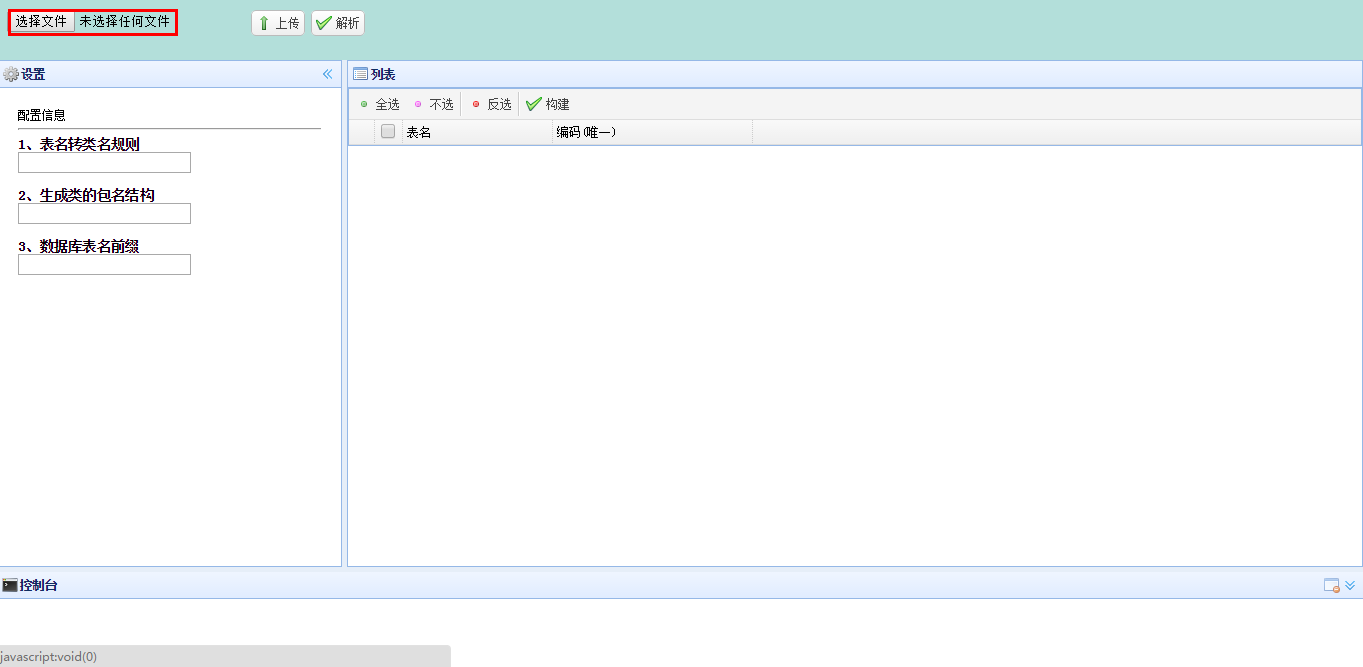 选择文件 未选择任何文件 上传 解析
设置
列表
全选 不选 反选 构建
表名 编码(唯一)
配置信息
1、表名转类名规则
2、生成类的包名结构
3、数据库表名前缀
控制台
javascript:void(0)